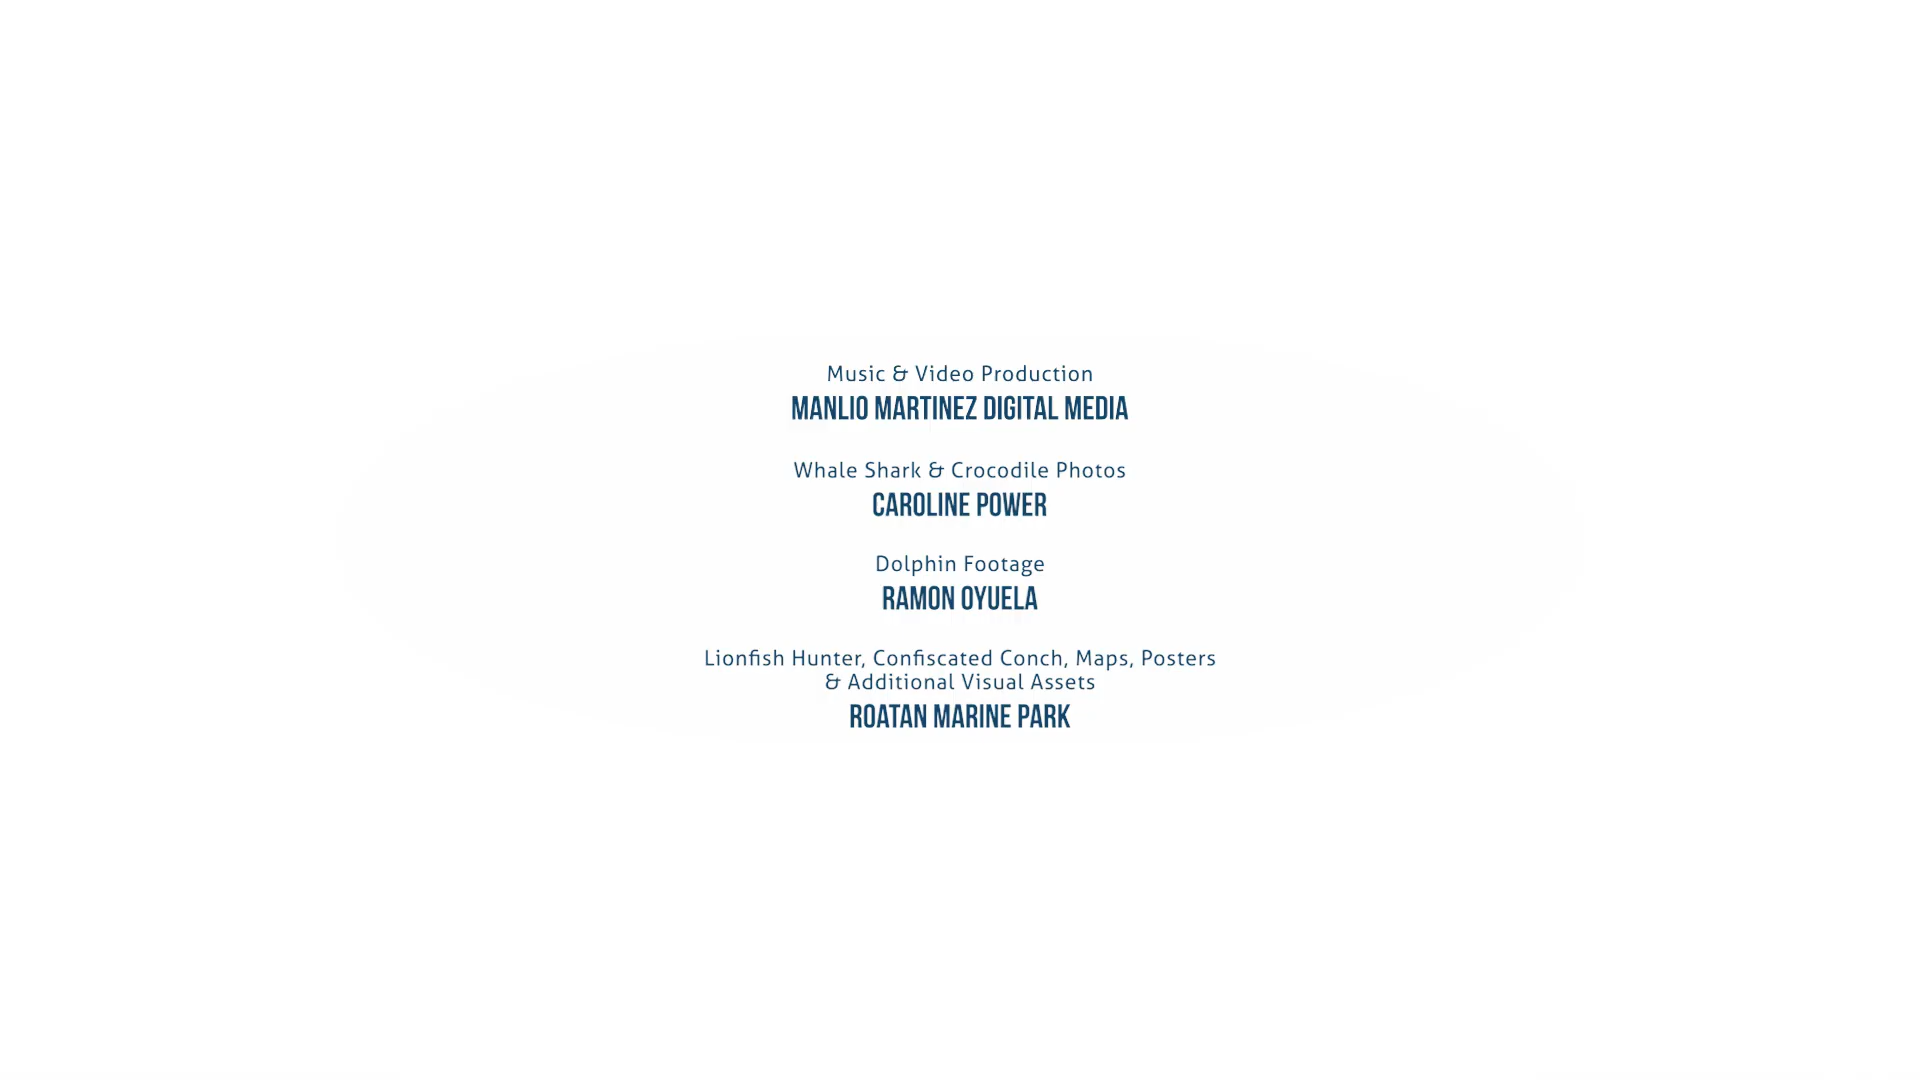 Music & Video Production
MANLIO MARTINEZ DIGITAL MEDIA
Whale Shark & Crocodile Photos
CAROLINE POWER
Dolphin Footage
RAMON OYUELA
Lionfish Hunter, Confiscated Conch, Maps, Posters
& Additional Visual Assets
ROATAN MARINE PARK